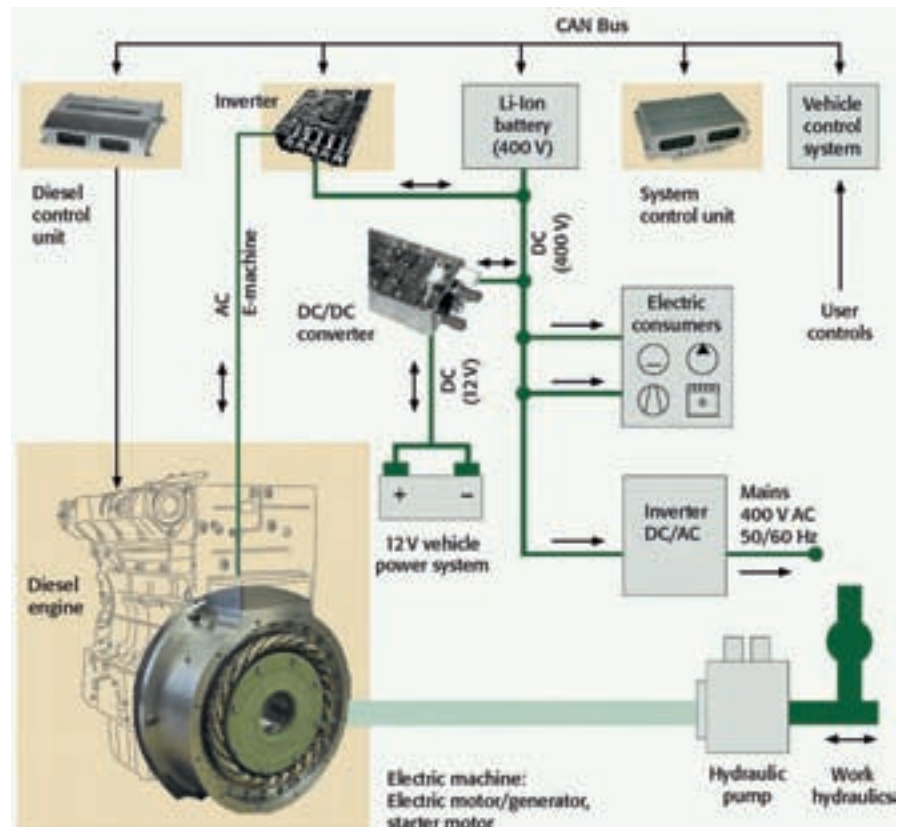 CAN Bus
Inverter
Li-Ion
battery
(400 V)
Vehicle
control
system
Diesel
control
unit
System
control unit
AC
E-machine
DC
(400 V)
DC/DC
converter
Electric
consumers
User
controls
DC
(12 V)
+ −
12 V vehicle
power system
Inverter
DC/AC
Mains
400 V AC
50/60 Hz
Diesel
engine
Hydraulic
pump
Work
hydraulics
Electric machine:
Electric motor/generator,
starter motor